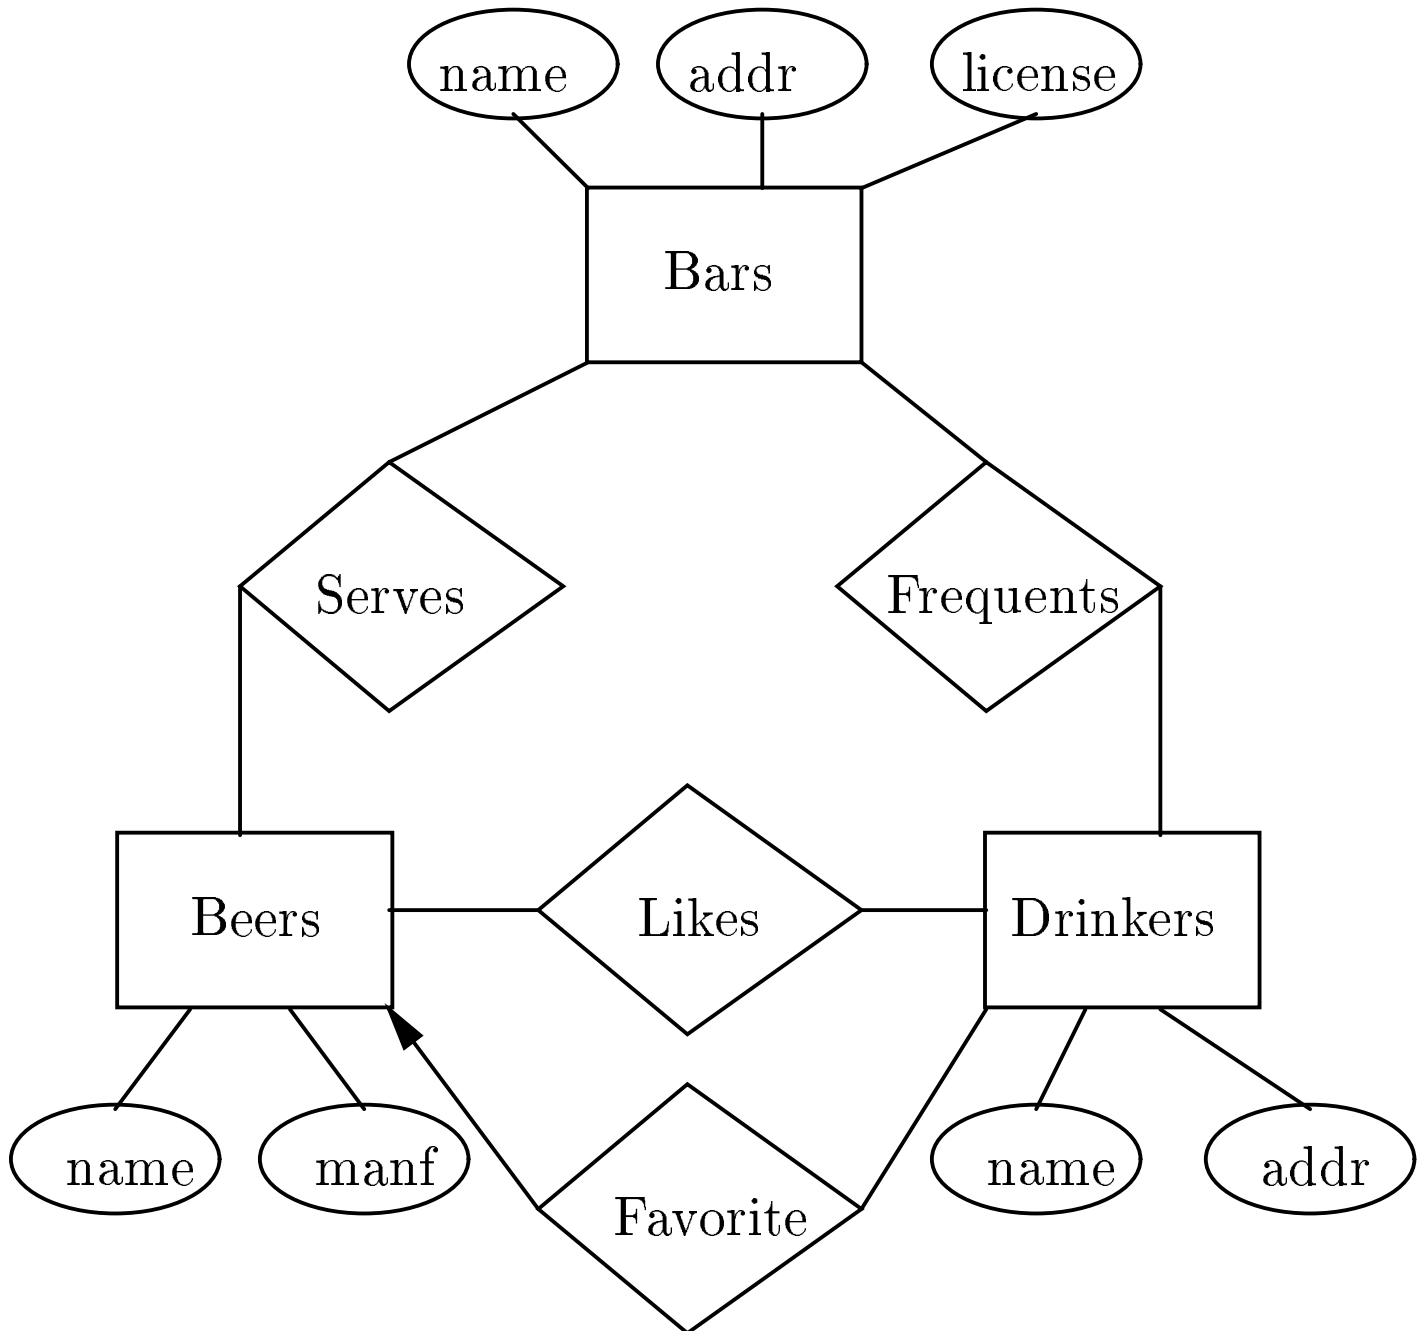 name addr license
Bars
Serves Frequents
Beers Likes Drinkers
name manf name addr
Favorite